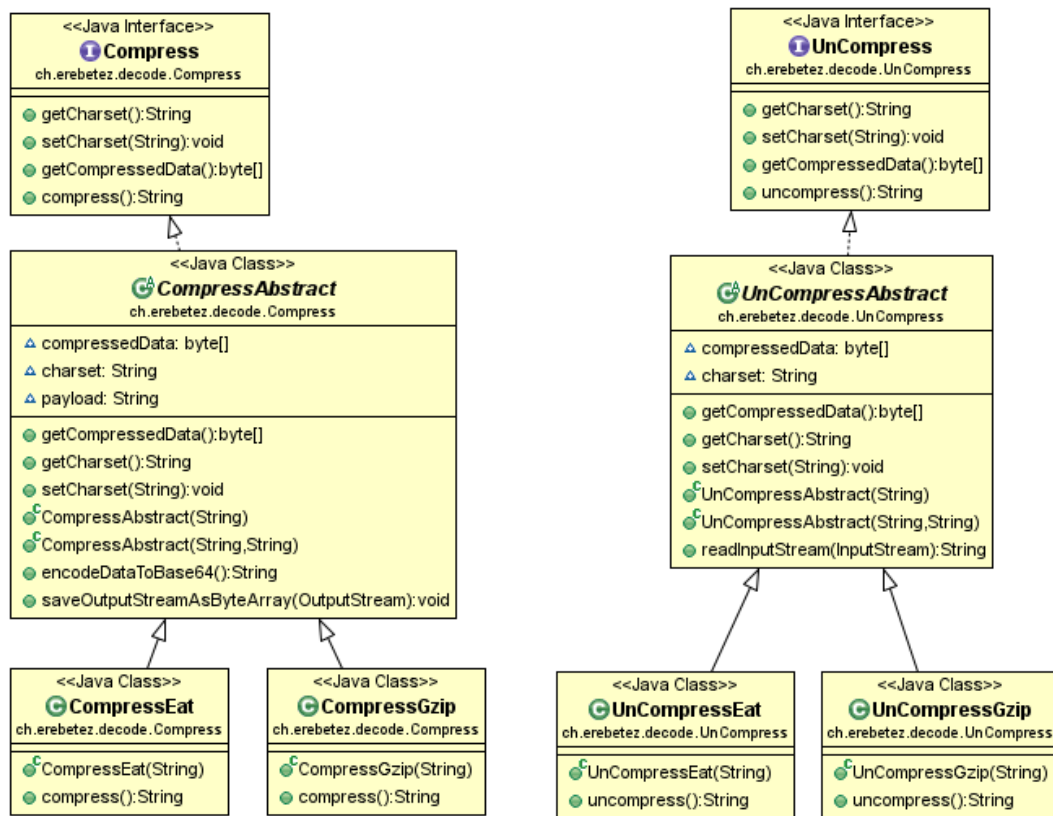 <<Java Interface>>
Compress
ch.erebetez.decode.Compress
getCharset():String
setCharset(String):void
getCompressedData():byte[]
compress():String
<<Java Class>>
CompressAbstract
ch.erebetez.decode.Compress
compressedData: byte[]
charset: String
payload: String
getCompressedData():byte[]
getCharset():String
setCharset(String):void
CompressAbstract(String)
CompressAbstract(String,String)
encodeDataToBase64():String
saveOutputStreamAsByteArray(OutputStream):void
<<Java Class>>
CompressEat
ch.erebetez.decode.Compress
CompressEat(String)
compress():String
<<Java Class>>
CompressGzip
ch.erebetez.decode.Compress
CompressGzip(String)
compress():String
<<Java Interface>>
UnCompress
ch.erebetez.decode.UnCompress
getCharset():String
setCharset(String):void
getCompressedData():byte[]
uncompress():String
<<Java Class>>
UnCompressAbstract
ch.erebetez.decode.UnCompress
compressedData: byte[]
charset: String
getCompressedData():byte[]
getCharset():String
setCharset(String):void
UnCompressAbstract(String)
UnCompressAbstract(String,String)
readInputStream(InputStream):String
<<Java Class>>
UnCompressEat
ch.erebetez.decode.UnCompress
UnCompressEat(String)
uncompress():String
<<Java Class>>
UnCompressGzip
ch.erebetez.decode.UnCompress
UnCompressGzip(String)
uncompress():String